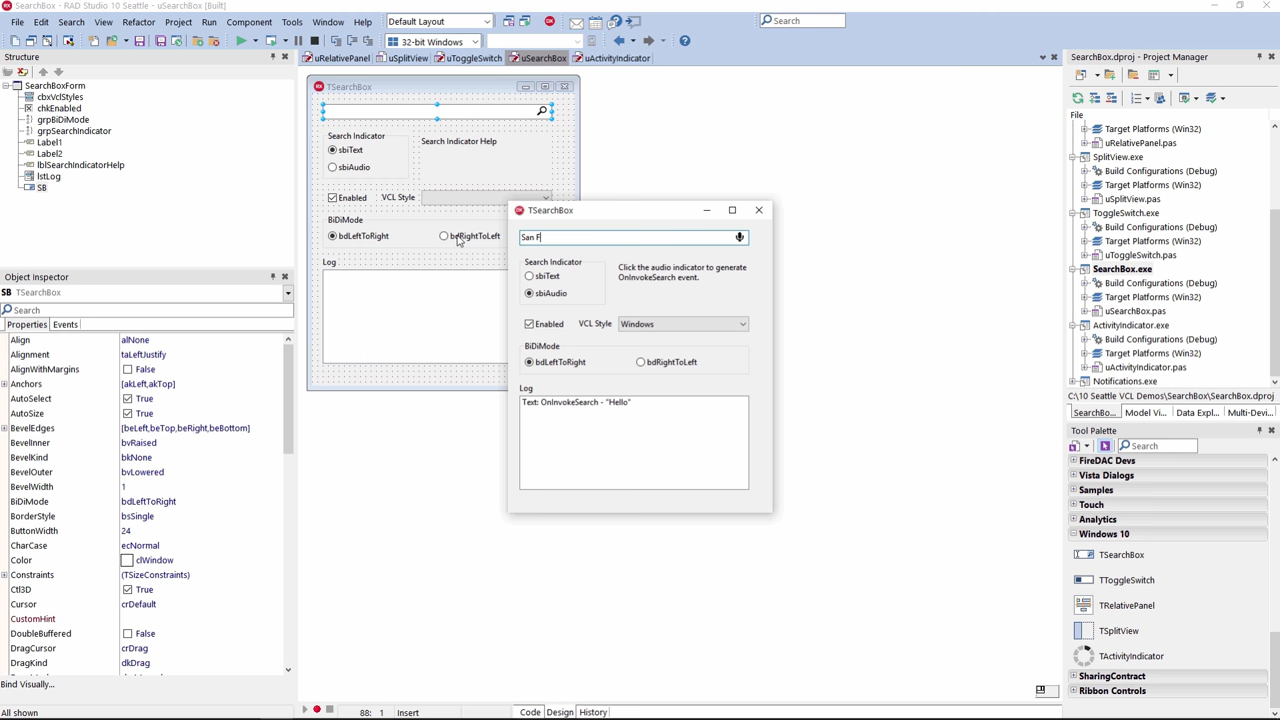 SearchBox - RAD Studio 10 Seattle - uSearchBox [Built]
File Edit Search View Refactor Project Run Component Tools Window Help
Default Layout
Search
32-bit Windows
Structure
SearchBoxForm
cbxVclStyles
chkEnabled
grpBiDiMode
grpSearchIndicator
Label1
Label2
lblSearchIndicatorHelp
lstLog
SB
Object Inspector
SB TSearchBox
Search
Properties Events
Align alNone
Alignment taLeftJustify
AlignWithMargins False
Anchors [akLeft,akTop]
AutoSelect True
AutoSize True
BevelEdges [beLeft,beTop,beRight,beBottom]
BevelInner bvRaised
BevelKind bkNone
BevelOuter bvLowered
BevelWidth 1
BiDiMode bdLeftToRight
BorderStyle bsSingle
ButtonWidth 24
CharCase ecNormal
Color clWindow
Constraints (TSizeConstraints)
Ctl3D True
Cursor crDefault
CustomHint
DoubleBuffered False
DragCursor crDrag
DragKind dkDrag
Bind Visually...
All shown
uRelativePanel uSplitView uToggleSwitch uSearchBox uActivityIndicator
TSearchBox
Search Indicator
sbiText
sbiAudio
Search Indicator Help
Enabled VCL Style
BiDiMode
bdLeftToRight bdRightToLeft
Log
TSearchBox
San F
Search Indicator
sbiText
sbiAudio
Click the audio indicator to generate
OnInvokeSearch event.
Enabled VCL Style Windows
BiDiMode
bdLeftToRight bdRightToLeft
Log
Text: OnInvokeSearch - "Hello"
88: 1 Insert
Code Design History
SearchBox.dproj - Project Manager
File
Target Platforms (Win32)
uRelativePanel.pas
SplitView.exe
Build Configurations (Debug)
Target Platforms (Win32)
uSplitView.pas
ToggleSwitch.exe
Build Configurations (Debug)
Target Platforms (Win32)
uToggleSwitch.pas
SearchBox.exe
Build Configurations (Debug)
Target Platforms (Win32)
uSearchBox.pas
ActivityIndicator.exe
Build Configurations (Debug)
Target Platforms (Win32)
uActivityIndicator.pas
Notifications.exe
C:\10 Seattle VCL Demos\SearchBox\SearchBox.dproj
SearchBo... Model Vi... Data Expl... Multi-Devi...
Tool Palette
Search
FireDAC Devs
Vista Dialogs
Samples
Touch
Analytics
Windows 10
TSearchBox
TToggleSwitch
TRelativePanel
TSplitView
TActivityIndicator
SharingContract
Ribbon Controls